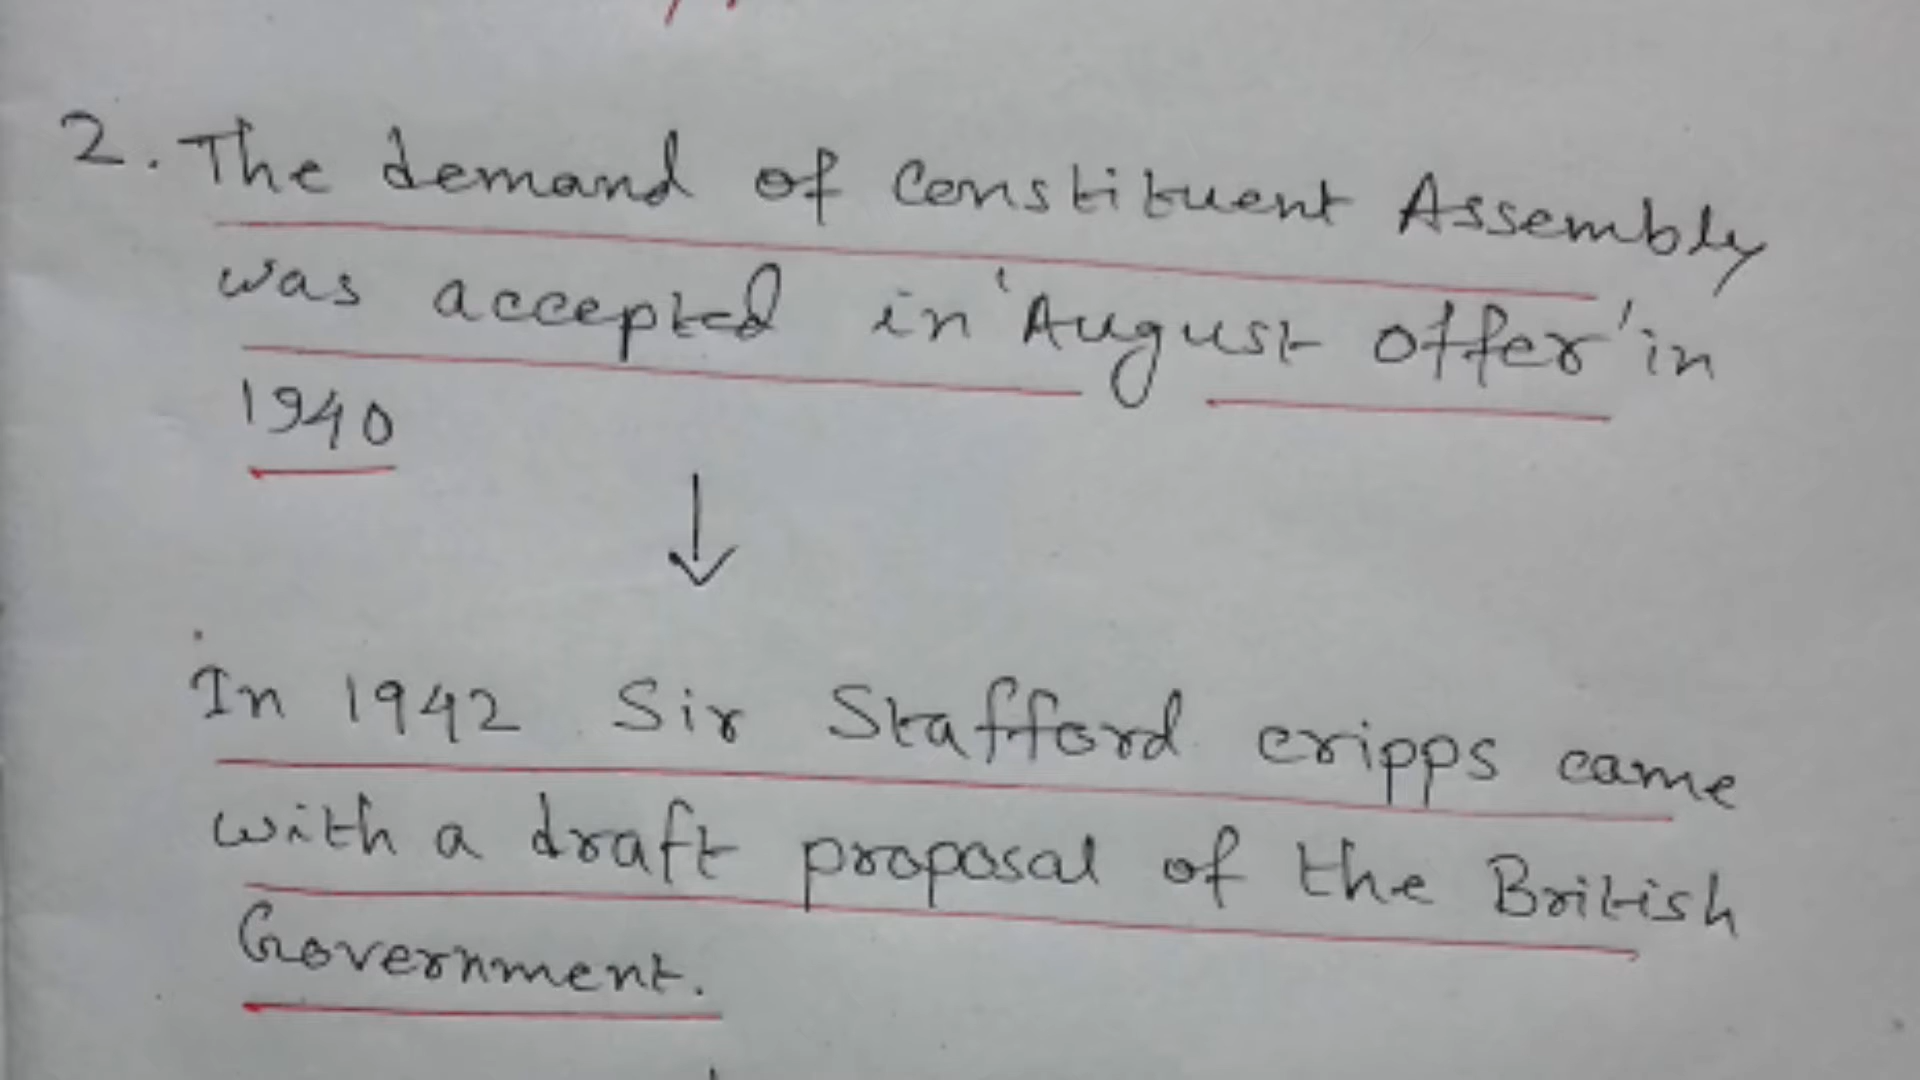 2. The demand of Constituent Assembly
was accepted in 'August offer' in
1940
↓
In 1942 Sir Stafford cripps came
with a draft proposal of the British
Government.